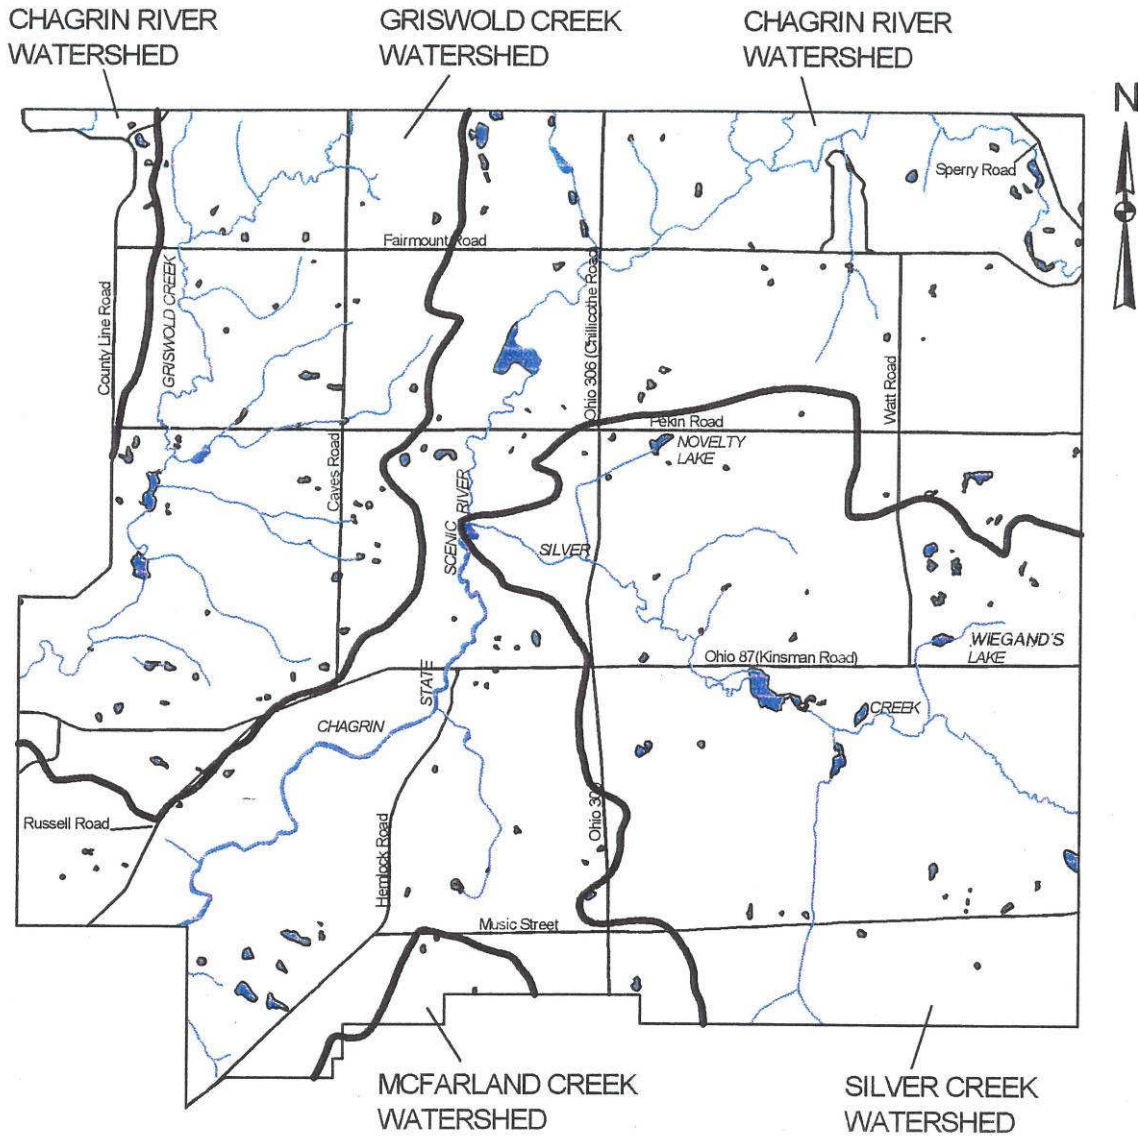 CHAGRIN RIVER
WATERSHED
GRISWOLD CREEK
WATERSHED
CHAGRIN RIVER
WATERSHED
N
Sperry Road
Fairmount Road
County Line Road
GRISWOLD CREEK
Ohio 306 (Chillicothe Road)
Watt Road
Pekin Road
NOVELTY
LAKE
Caves Road
SCENIC RIVER
SILVER
WIEGAND'S
LAKE
Ohio 87(Kinsman Road)
STATE
CHAGRIN
CREEK
Russell Road
Hemlock Road
Ohio 306
Music Street
MCFARLAND CREEK
WATERSHED
SILVER CREEK
WATERSHED